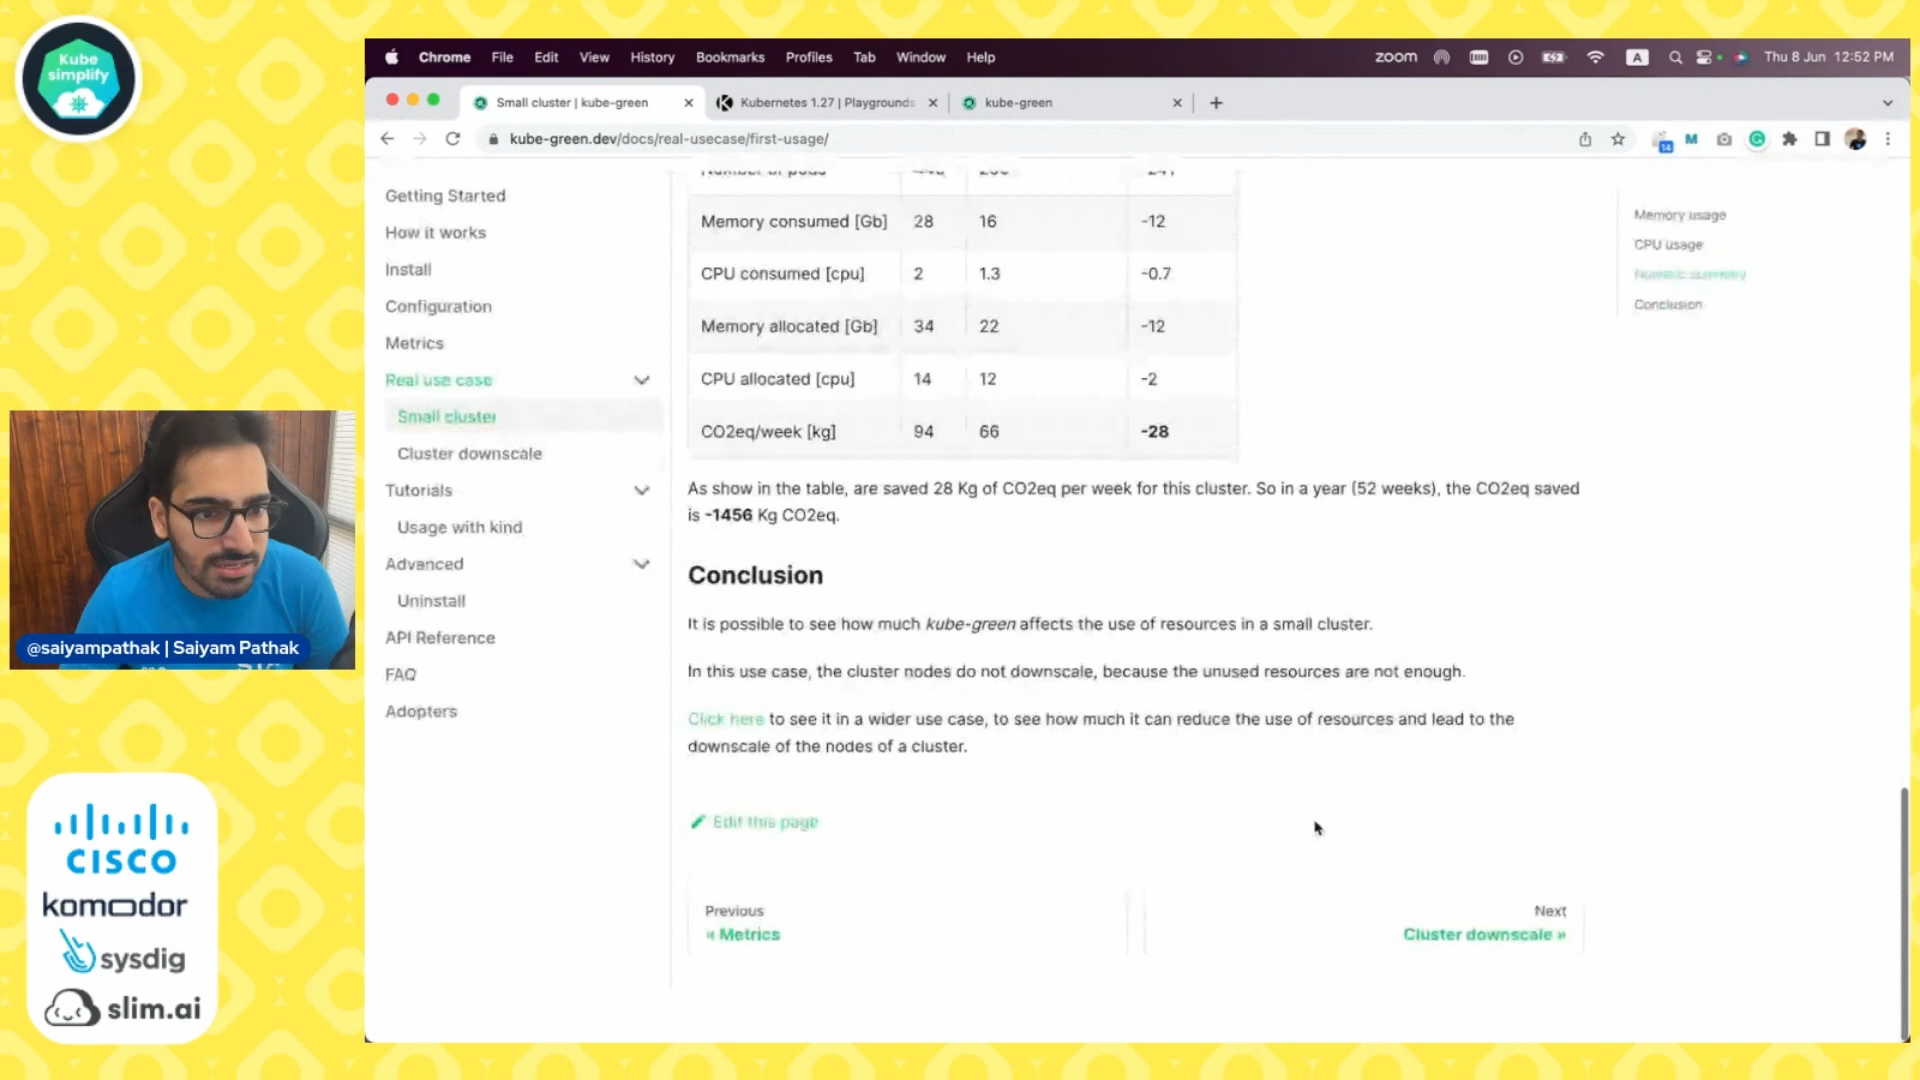 Kube
simplify
Chrome File Edit View History Bookmarks Profiles Tab Window Help
zoom A Thu 8 Jun 12:52 PM
Small cluster | kube-green
Kubernetes 1.27 | Playgrounds
kube-green
kube-green.dev/docs/real-usecase/first-usage/
14
M
Getting Started
How it works
Install
Configuration
Metrics
Real use case
Small cluster
Cluster downscale
Tutorials
Usage with kind
Advanced
Uninstall
API Reference
FAQ
Adopters
Memory consumed [Gb] 28 16 -12
CPU consumed [cpu] 2 1.3 -0.7
Memory allocated [Gb] 34 22 -12
CPU allocated [cpu] 14 12 -2
CO2eq/week [kg] 94 66 -28
As show in the table, are saved 28 Kg of CO2eq per week for this cluster. So in a year (52 weeks), the CO2eq saved
is -1456 Kg CO2eq.
Conclusion
It is possible to see how much kube-green affects the use of resources in a small cluster.
In this use case, the cluster nodes do not downscale, because the unused resources are not enough.
Click here to see it in a wider use case, to see how much it can reduce the use of resources and lead to the
downscale of the nodes of a cluster.
Edit this page
Previous
« Metrics
Next
Cluster downscale »
Memory usage
CPU usage
Numeric summary
Conclusion
@saiyampathak | Saiyam Pathak
CISCO
komodor
sysdig
slim.ai